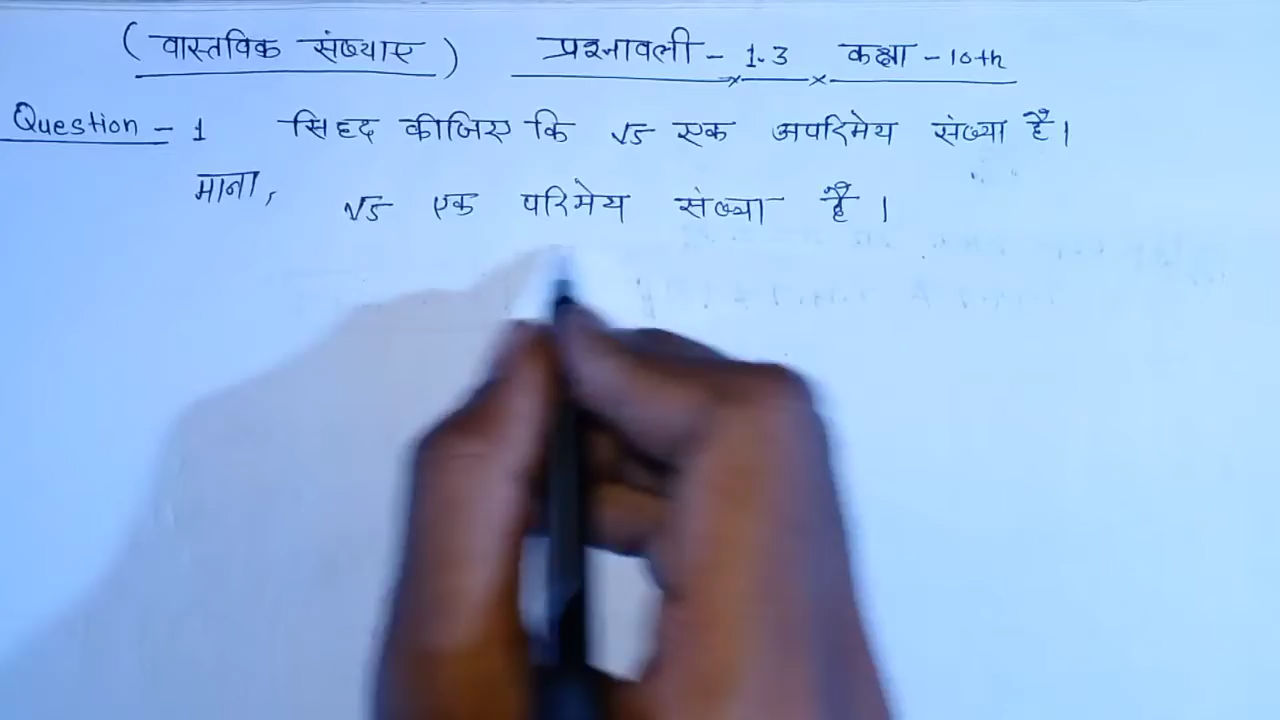 (वास्तविक संख्याए) प्रश्नावली - 1.3 कक्षा - 10th
Question - 1 सिद्द कीजिए कि √5 एक अपरिमेय संख्या है।
माना, √5 एक परिमेय संख्या है।